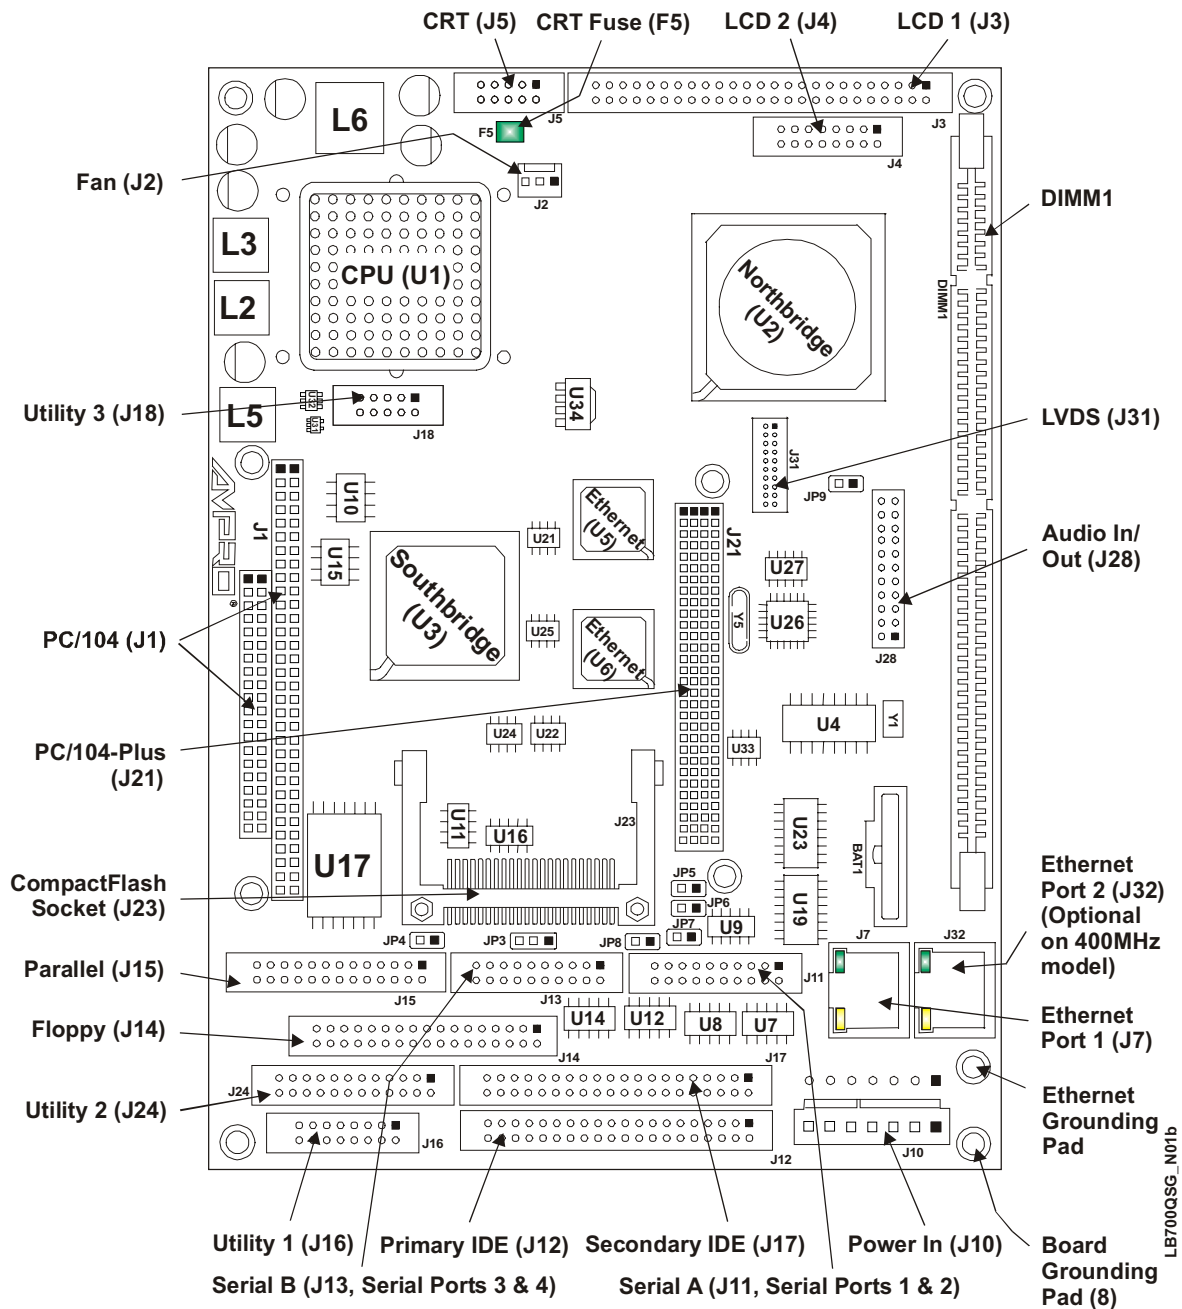 CRT (J5)
CRT Fuse (F5)
LCD 2 (J4)
LCD 1 (J3)
L6
J5
J3
F5
J4
Fan (J2)
J2
DIMM1
L3
CPU (U1)
Northbridge
(U2)
DIMM1
L2
Utility 3 (J18)
L5
U32
U31
J18
U34
LVDS (J31)
J31
JP9
AMPRO
®
J1
U10
U15
Ethernet
(U5)
U21
J21
Audio In/
Out (J28)
U27
Southbridge
(U3)
U25
Ethernet
(U6)
Y5
U26
J28
PC/104 (J1)
U4
Y1
PC/104-Plus
(J21)
U24
U22
U33
U11
U16
J23
U17
U23
BAT1
CompactFlash
Socket (J23)
JP5
JP6
JP7
U9
U19
Ethernet
Port 2 (J32)
(Optional
on 400MHz
model)
JP4
JP3
JP8
J7
J32
Parallel (J15)
J15
J13
J11
Floppy (J14)
U14
U12
U8
U7
Ethernet
Port 1 (J7)
J14
J17
J24
Utility 2 (J24)
J16
J12
J10
Ethernet
Grounding
Pad
Utility 1 (J16)
Primary IDE (J12)
Secondary IDE (J17)
Power In (J10)
Serial B (J13, Serial Ports 3 & 4)
Serial A (J11, Serial Ports 1 & 2)
Board
Grounding
Pad (8)
LB700QSG_N01b